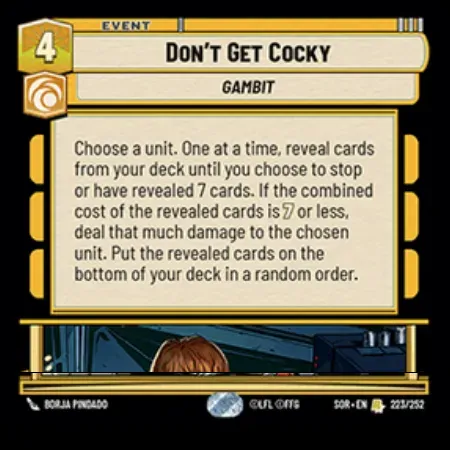 EVENT
4
DON'T GET COCKY
GAMBIT
Choose a unit. One at a time, reveal cards
from your deck until you choose to stop
or have revealed 7 cards. If the combined
cost of the revealed cards is 7 or less,
deal that much damage to the chosen
unit. Put the revealed cards on the
bottom of your deck in a random order.
BORJA PINDADO
©LFL ©FFG
SOR • EN
223/252